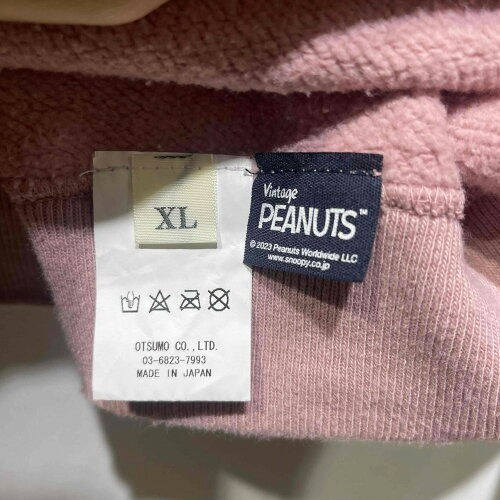 XL
OTSUMO CO., LTD.
03-6823-7993
MADE IN JAPAN
Vintage
PEANUTS™
© 2023 Peanuts Worldwide LLC
www.snoopy.co.jp